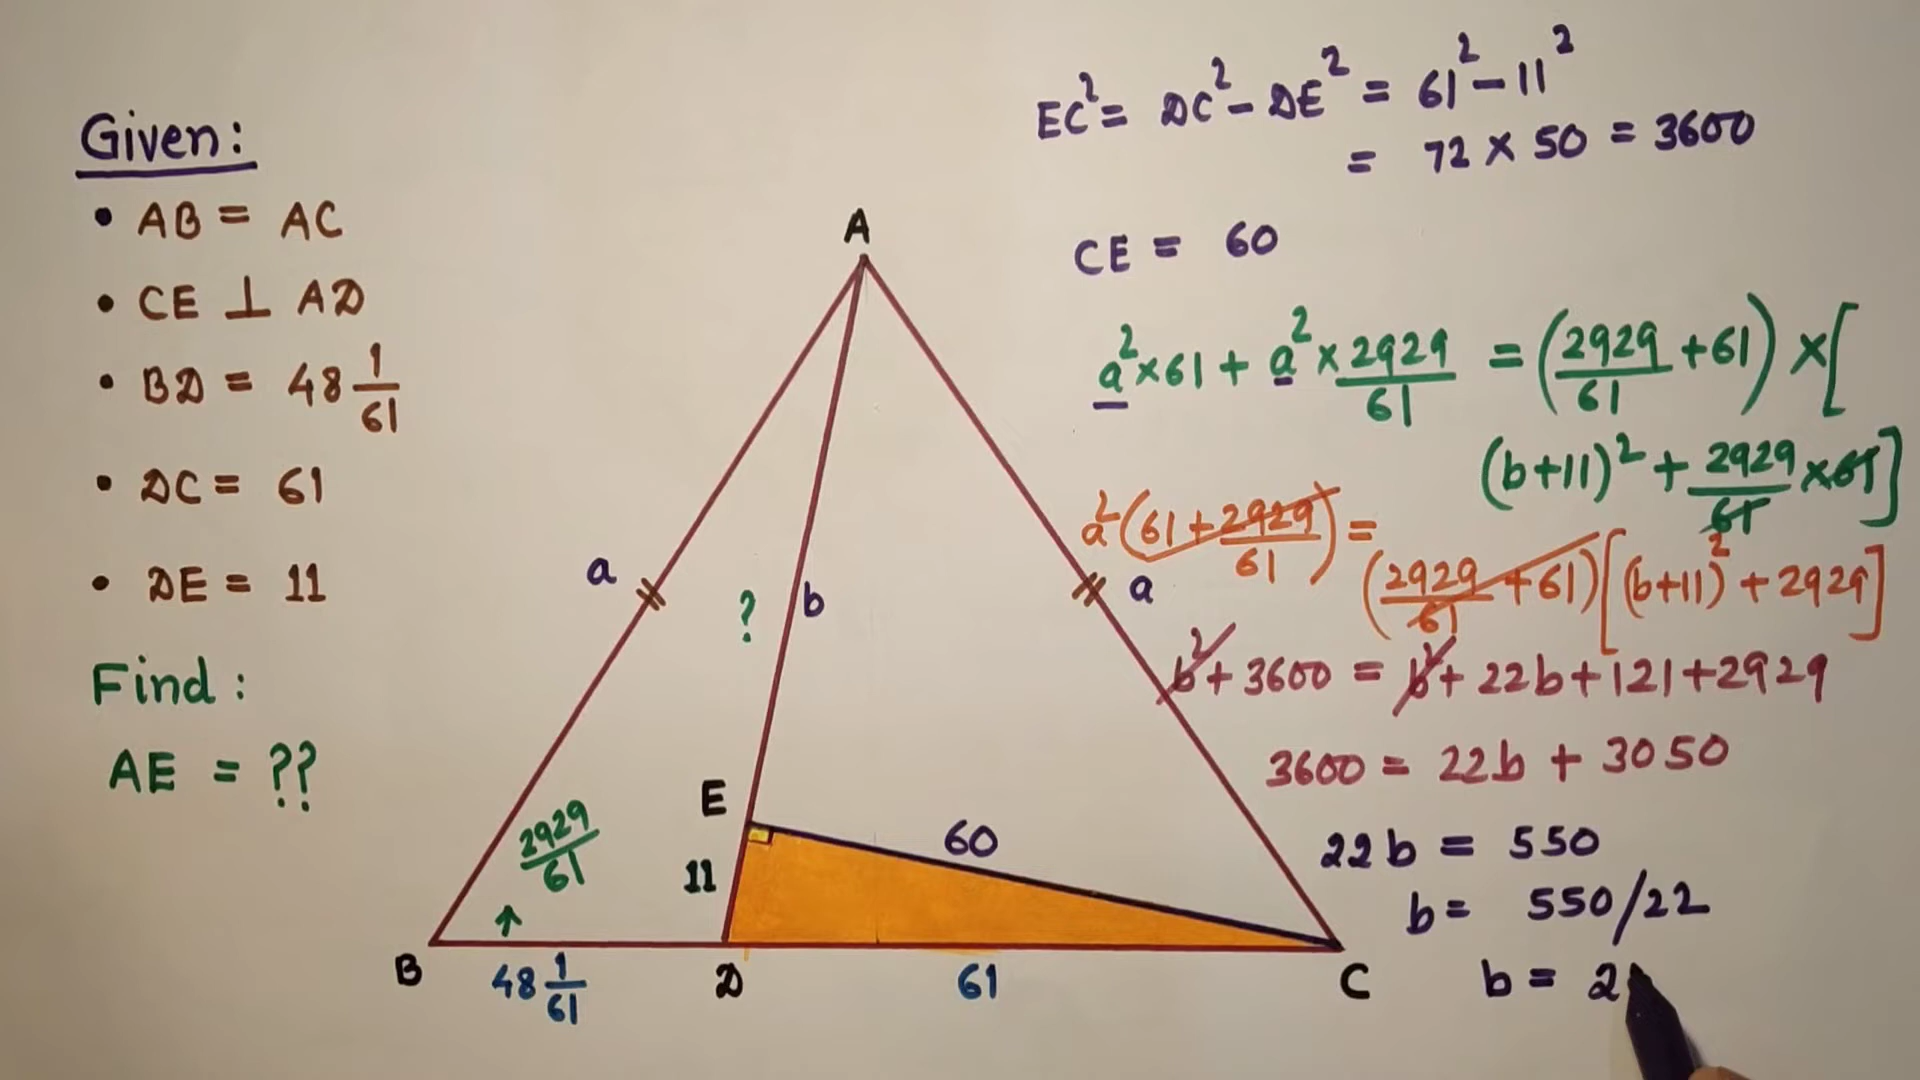 Given:
• AB = AC
• CE ⊥ AD
• BD = 48 1/61
• DC = 61
• DE = 11
Find :
AE = ??
A
a
?
b
a
E
11
60
2929/61
↑
B
48 1/61
D
61
C
EC² = DC² - DE² = 61² - 11²
= 72 × 50 = 3600
CE = 60
a² × 61 + a² × 2929/61 = (2929/61 + 61) × [
(b+11)² + 2929/61 × 61]
a² (61 + 2929/61) =
(2929/61 + 61) [(b+11)² + 2929]
b² + 3600 = b² + 22b + 121 + 2929
3600 = 22b + 3050
22b = 550
b = 550/22
b = 2